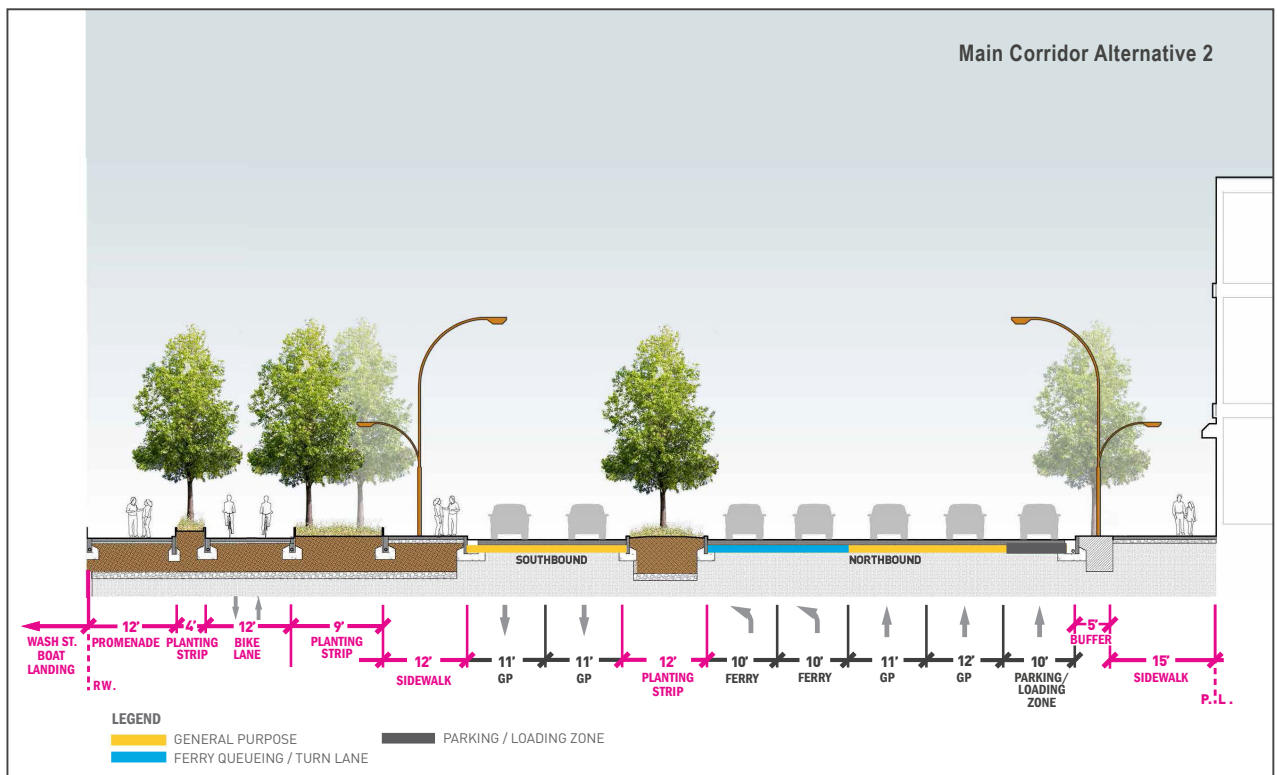 Main Corridor Alternative 2
SOUTHBOUND
NORTHBOUND
WASH ST.
BOAT
LANDING
RW.
12'
PROMENADE
4'
PLANTING
STRIP
12'
BIKE
LANE
9'
PLANTING
STRIP
12'
SIDEWALK
11'
GP
11'
GP
12'
PLANTING
STRIP
10'
FERRY
10'
FERRY
11'
GP
12'
GP
10'
PARKING/
LOADING
ZONE
5'
BUFFER
15'
SIDEWALK
P.L.
LEGEND
GENERAL PURPOSE
FERRY QUEUEING / TURN LANE
PARKING / LOADING ZONE